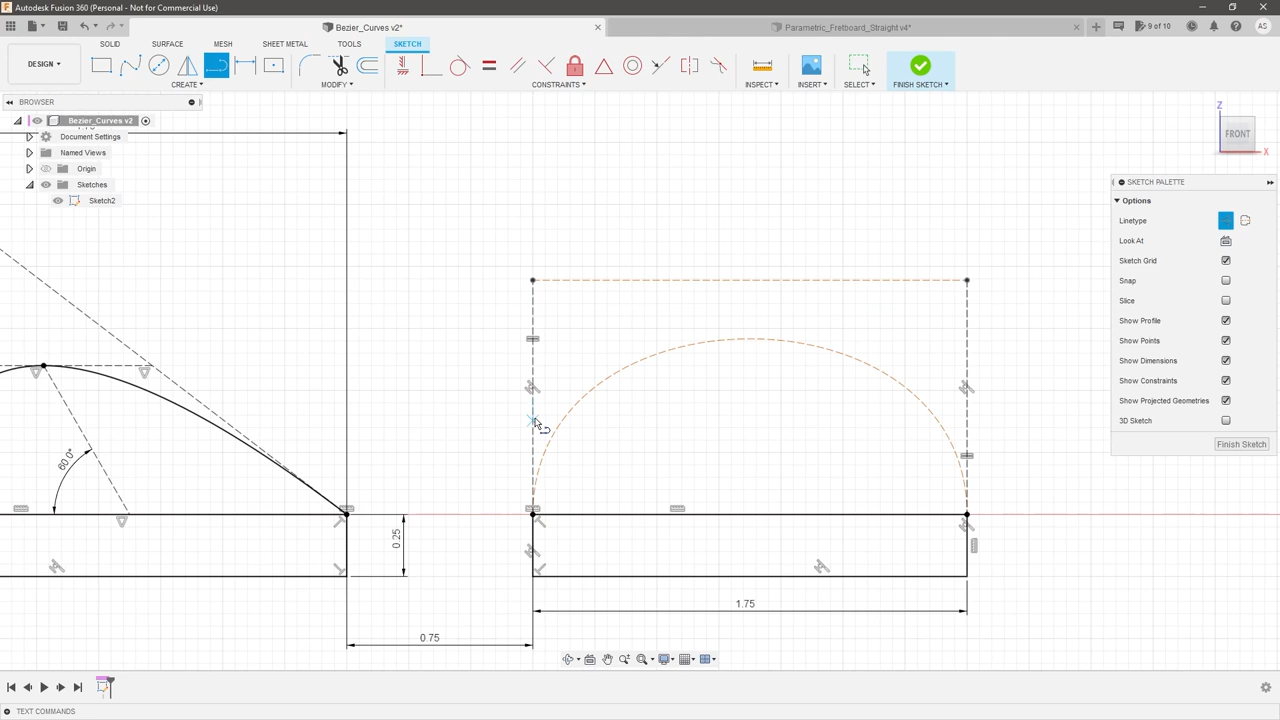 Autodesk Fusion 360 (Personal - Not for Commercial Use)
Bezier_Curves v2*
Parametric_Fretboard_Straight v4*
9 of 10
AS
SOLID
SURFACE
MESH
SHEET METAL
TOOLS
SKETCH
DESIGN
CREATE
MODIFY
CONSTRAINTS
INSPECT
INSERT
SELECT
FINISH SKETCH
BROWSER
Bezier_Curves v2
Document Settings
Named Views
Origin
Sketches
Sketch2
Z
FRONT
X
SKETCH PALETTE
Options
Linetype
Look At
Sketch Grid
Snap
Slice
Show Profile
Show Points
Show Dimensions
Show Constraints
Show Projected Geometries
3D Sketch
Finish Sketch
60.0°
0.25
1.75
0.75
TEXT COMMANDS